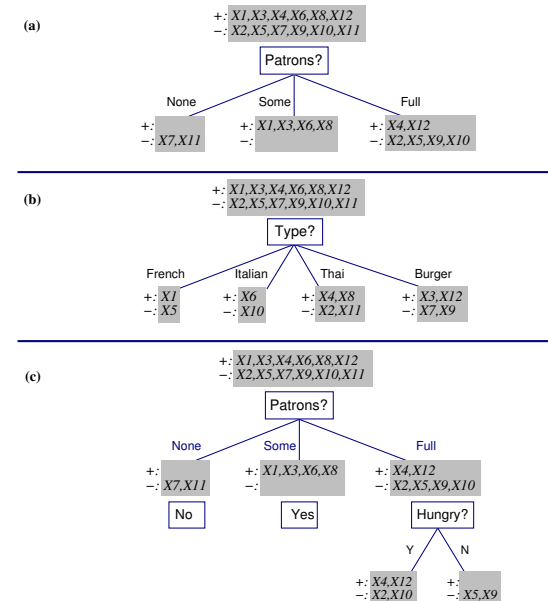 (a)
+: X1,X3,X4,X6,X8,X12
−: X2,X5,X7,X9,X10,X11
Patrons?
None Some Full
+: +: X1,X3,X6,X8 +: X4,X12
−: X7,X11 −: −: X2,X5,X9,X10
(b)
+: X1,X3,X4,X6,X8,X12
−: X2,X5,X7,X9,X10,X11
Type?
French Italian Thai Burger
+: X1 +: X6 +: X4,X8 +: X3,X12
−: X5 −: X10 −: X2,X11 −: X7,X9
(c)
+: X1,X3,X4,X6,X8,X12
−: X2,X5,X7,X9,X10,X11
Patrons?
None Some Full
+: +: X1,X3,X6,X8 +: X4,X12
−: X7,X11 −: −: X2,X5,X9,X10
No Yes Hungry?
Y N
+: X4,X12 +:
−: X2,X10 −: X5,X9